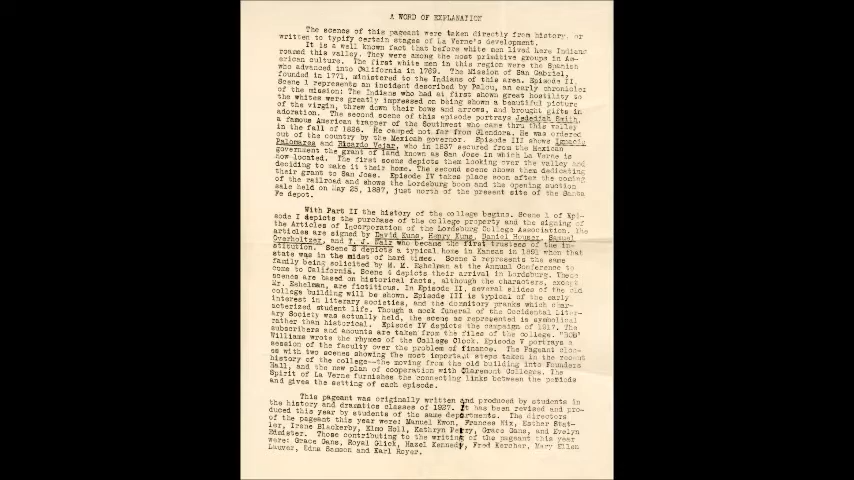 A WORD OF EXPLANATION
The scenes of this pageant were taken directly from history, or
written to typify certain stages of La Verne's development.
It is a well known fact that before white men lived here Indians
roamed this valley. They were among the most primitive groups in Am-
erican culture. The first white men in this region were the Spanish
who advanced into California in 1769. The Mission of San Gabriel,
founded in 1771, ministered to the Indians of this area. Episode II
Scene 1 represents an incident described by Palou, an early chronicler
of the mission: The Indians who had at first shown great hostility to
the whites were greatly impressed on being shown a beautiful picture
of the virgin, threw down their bows and arrows, and brought gifts in
adoration. The second scene of this episode portrays Jedediah Smith,
a famous American trapper of the Southwest who came thru this valley
in the fall of 1826. He camped not far from Glendora. He was ordered
out of the country by the Mexican governor. Episode III shows Ignacio
Palomares and Ricardo Vejar, who in 1837 secured from the Mexican
government the grant of land known as San Jose in which La Verne is
now located. The first scene depicts them looking over the valley and
deciding to make it their home. The second scene shows them dedicating
their grant to San Jose. Episode IV takes place soon after the coming
of the railroad and shows the Lordsburg boom and the opening auction
sale held on May 25, 1887, just north of the present site of the Santa
Fe depot.
With Part II the history of the college begins. Scene 1 of Epi-
sode I depicts the purchase of the college property and the signing of
the Articles of Incorporation of the Lordsburg College Association. The
articles are signed by David Kuns, Henry Kuns, Daniel Houser, Samuel
Overholtzer, and T. J. Nair who became the first trustees of the in-
stitution. Scene 2 depicts a typical home in Kansas in 1891 when that
state was in the midst of hard times. Scene 3 represents the same
family being solicited by M. M. Eshelman at the Annual Conference to
come to California. Scene 4 depicts their arrival in Lordsburg. These
scenes are based on historical facts, although the characters, except
Mr. Eshelman, are fictitious. In Episode II, several slides of the old
college building will be shown. Episode III is typical of the early
interest in literary societies, and the dormitory pranks which char-
acterized student life. Though a mock funeral of the Occidental Liter-
ary Society was actually held, the scene as represented is symbolical
rather than historical. Episode IV depicts the campaign of 1917. The
subscribers and amounts are taken from the files of the college. "Bob"
Williams wrote the rhymes of the College Clock. Episode V portrays a
session of the faculty over the problem of finance. The Pageant clos-
es with two scenes showing the most important steps taken in the recent
history of the college--the moving from the old building into Founders
Hall, and the new plan of cooperation with Claremont Colleges. The
Spirit of La Verne furnishes the connecting links between the periods
and gives the setting of each episode.
This pageant was originally written and produced by students in
the history and dramatics classes of 1927. It has been revised and pro-
duced this year by students of the same departments. The directors
of the pageant this year were: Manuel Kwon, Frances Nix, Esther Stat-
ler, Irene Blackerby, Elmo Holl, Kathryn Perzy, Grace Gans, and Evelyn
Edmister. Those contributing to the writing of the pageant this year
were: Grace Gans, Royal Glick, Hazel Kennedy, Fred Kercher, Mary Ellen
Lauver, Edna Samson and Karl Royer.